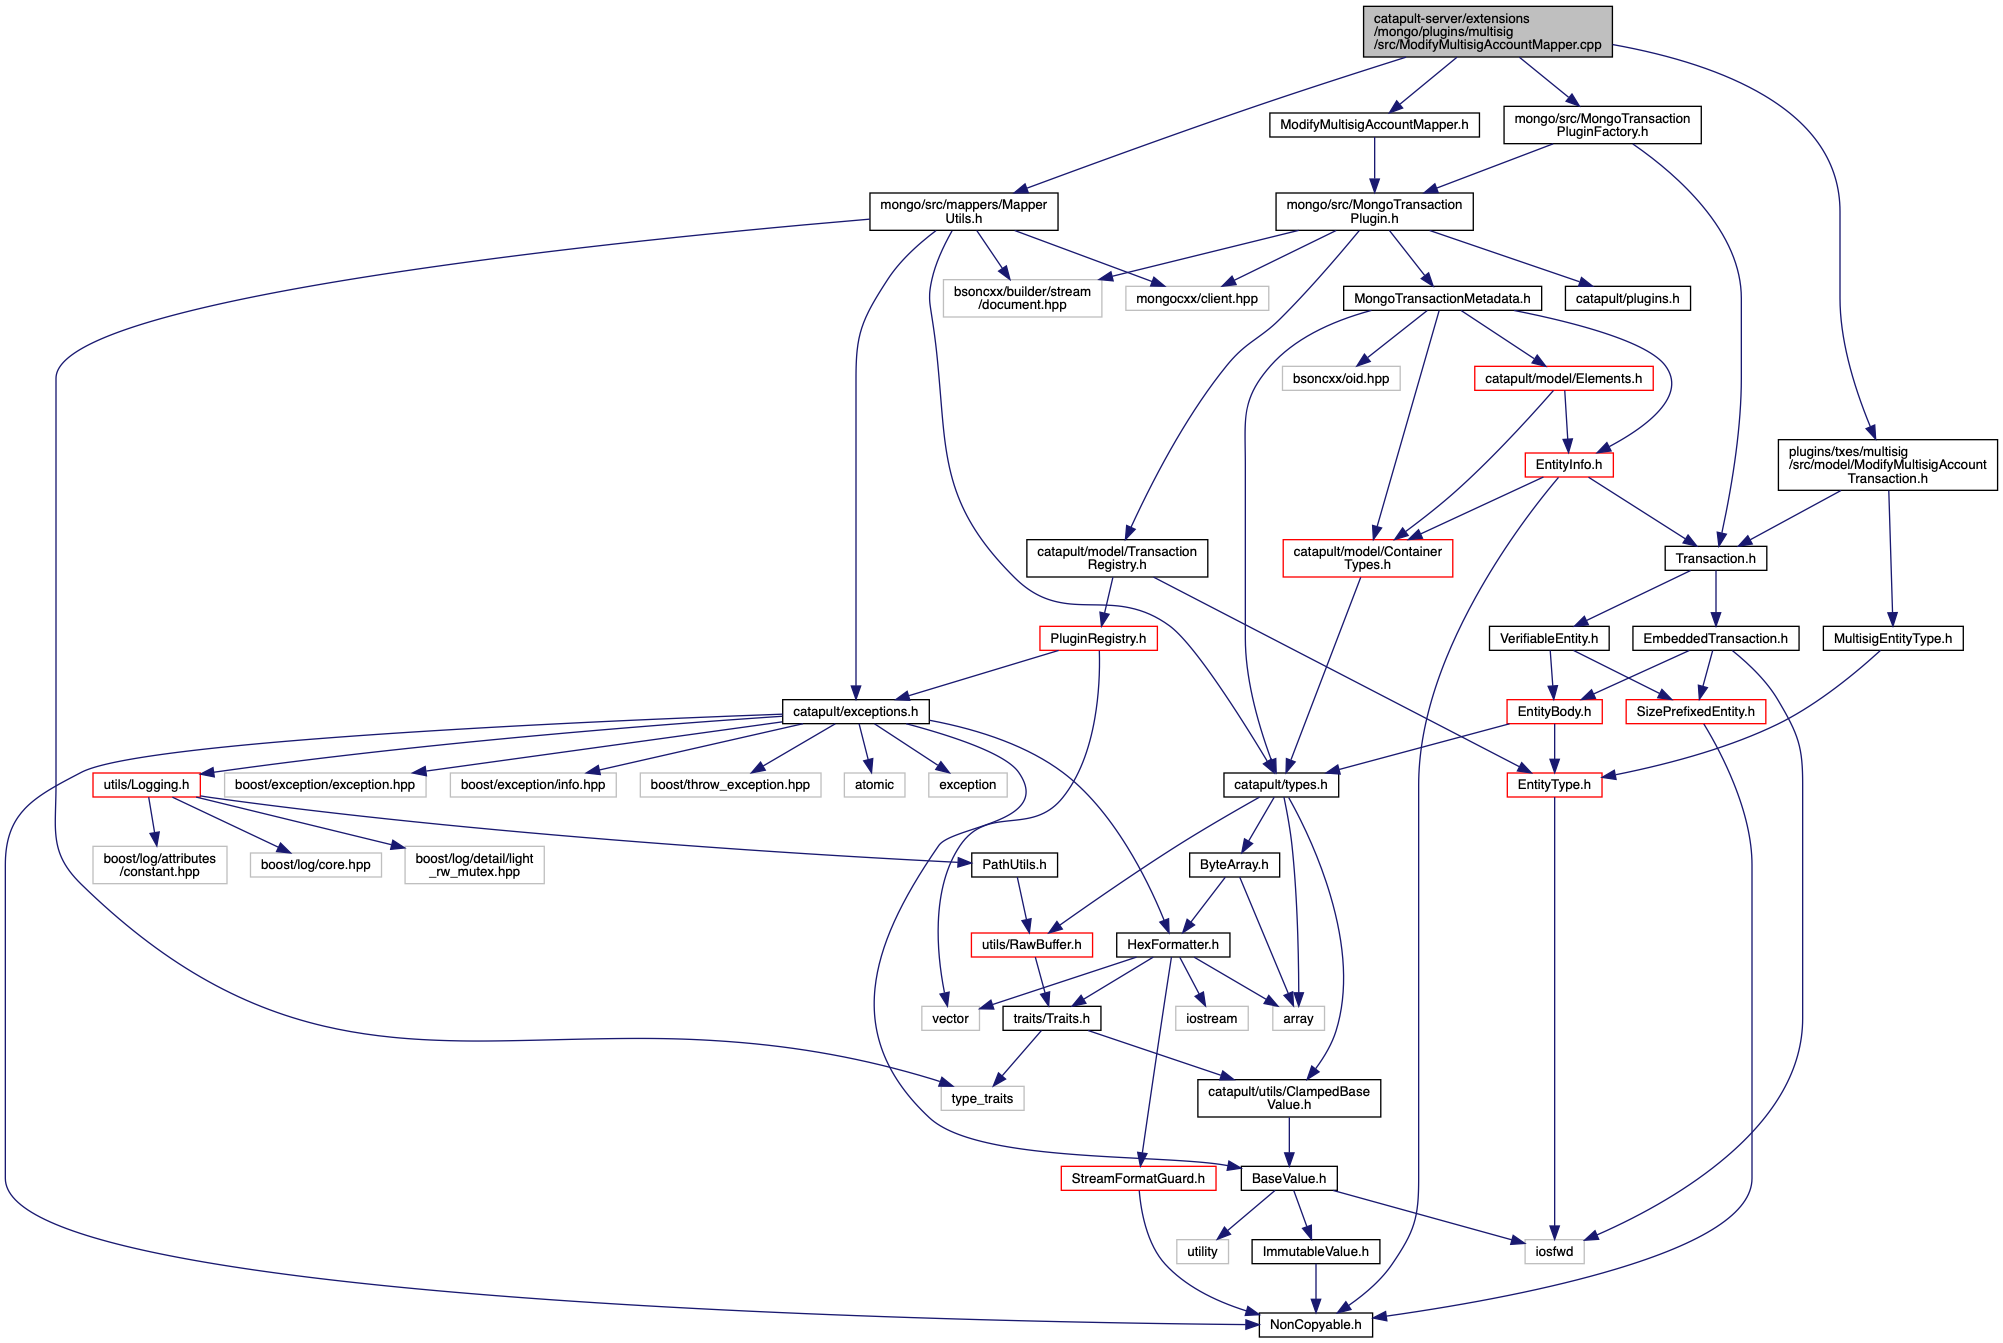 catapult-server/extensions
/mongo/plugins/multisig
/src/ModifyMultisigAccountMapper.cpp
ModifyMultisigAccountMapper.h
mongo/src/MongoTransaction
PluginFactory.h
mongo/src/mappers/Mapper
Utils.h
mongo/src/MongoTransaction
Plugin.h
bsoncxx/builder/stream
/document.hpp
mongocxx/client.hpp
MongoTransactionMetadata.h
catapult/plugins.h
bsoncxx/oid.hpp
catapult/model/Elements.h
EntityInfo.h
plugins/txes/multisig
/src/model/ModifyMultisigAccount
Transaction.h
catapult/model/Transaction
Registry.h
catapult/model/Container
Types.h
Transaction.h
PluginRegistry.h
VerifiableEntity.h
EmbeddedTransaction.h
MultisigEntityType.h
catapult/exceptions.h
EntityBody.h
SizePrefixedEntity.h
utils/Logging.h
boost/exception/exception.hpp
boost/exception/info.hpp
boost/throw_exception.hpp
atomic
exception
catapult/types.h
EntityType.h
boost/log/attributes
/constant.hpp
boost/log/core.hpp
boost/log/detail/light
_rw_mutex.hpp
PathUtils.h
ByteArray.h
utils/RawBuffer.h
HexFormatter.h
vector
traits/Traits.h
iostream
array
type_traits
catapult/utils/ClampedBase
Value.h
StreamFormatGuard.h
BaseValue.h
utility
ImmutableValue.h
iosfwd
NonCopyable.h